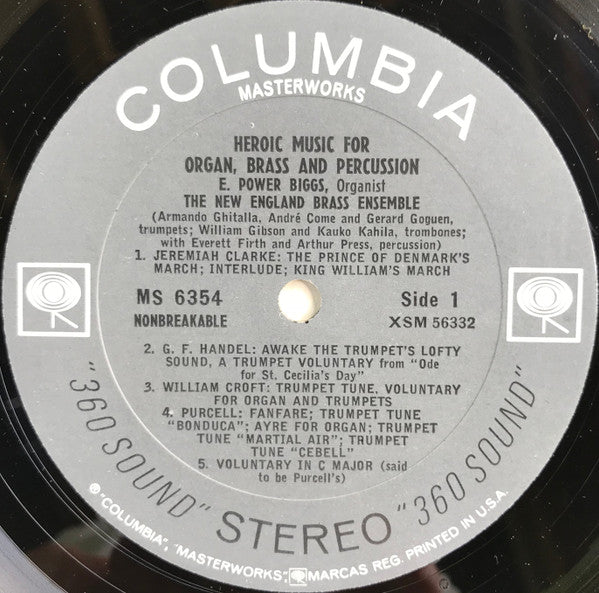 COLUMBIA
MASTERWORKS
HEROIC MUSIC FOR
ORGAN, BRASS AND PERCUSSION
E. POWER BIGGS, Organist
THE NEW ENGLAND BRASS ENSEMBLE
(Armando Ghitalla, André Come and Gerard Goguen,
trumpets; William Gibson and Kauko Kahila, trombones;
with Everett Firth and Arthur Press, percussion)
1. JEREMIAH CLARKE: THE PRINCE OF DENMARK'S
MARCH; INTERLUDE; KING WILLIAM'S MARCH
MS 6354
Side 1
NONBREAKABLE
XSM 56332
2. G. F. HANDEL: AWAKE THE TRUMPET'S LOFTY
SOUND, A TRUMPET VOLUNTARY from "Ode
for St. Cecilia's Day"
3. WILLIAM CROFT: TRUMPET TUNE, VOLUNTARY
FOR ORGAN AND TRUMPETS
4. PURCELL: FANFARE; TRUMPET TUNE
"BONDUCA"; AYRE FOR ORGAN; TRUMPET
TUNE "MARTIAL AIR"; TRUMPET
TUNE "CEBELL"
5. VOLUNTARY IN C MAJOR (said
to be Purcell's)
"360 SOUND" STEREO "360 SOUND"
® "COLUMBIA", "MASTERWORKS", MARCAS REG. PRINTED IN U.S.A.